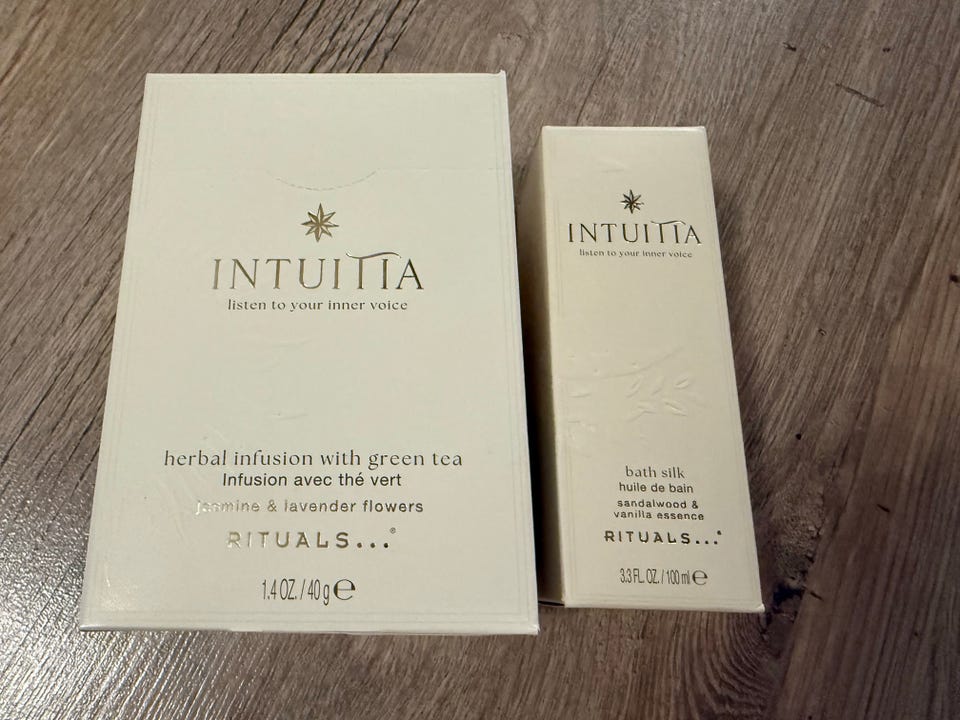 INTUITIA
listen to your inner voice
herbal infusion with green tea
Infusion avec thé vert
jasmine & lavender flowers
RITUALS...®
1.4 OZ. / 40 g ℮
INTUITIA
listen to your inner voice
bath silk
huile de bain
sandalwood &
vanilla essence
RITUALS...®
3.3 FL. OZ. / 100 ml ℮